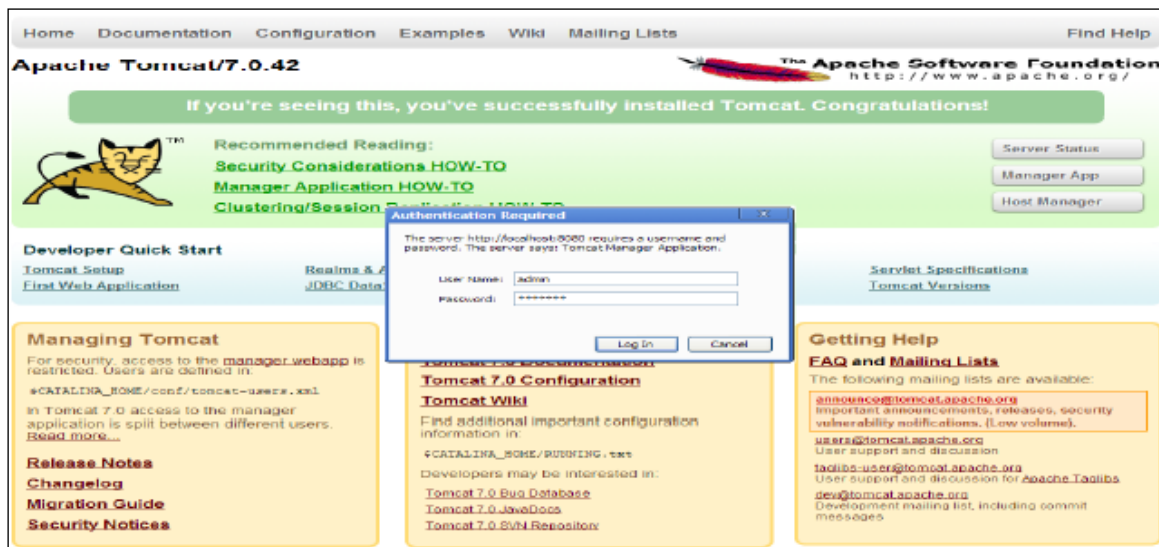 Home Documentation Configuration Examples Wiki Mailing Lists Find Help
Apache Tomcat/7.0.42
The Apache Software Foundation
http://www.apache.org/
If you're seeing this, you've successfully installed Tomcat. Congratulations!
TM
Recommended Reading:
Security Considerations HOW-TO
Manager Application HOW-TO
Clustering/Session
Server Status
Manager App
Host Manager
Authentication Required
The server http://localhost:8080 requires a username and
password. The server says: Tomcat Manager Application.
User Name: admin
Password: *******
Log In Cancel
Developer Quick Start
Tomcat Setup
First Web Application
Realms & A
JDBC Data
Servlet Specifications
Tomcat Versions
Managing Tomcat
For security, access to the manager webapp is
restricted. Users are defined in:
$CATALINA_HOME/conf/tomcat-users.xml
In Tomcat 7.0 access to the manager
application is split between different users.
Read more...
Release Notes
Changelog
Migration Guide
Security Notices
Tomcat 7.0 Documentation
Tomcat 7.0 Configuration
Tomcat Wiki
Find additional important configuration
information in:
$CATALINA_HOME/RUNNING.txt
Developers may be interested in:
Tomcat 7.0 Bug Database
Tomcat 7.0 JavaDocs
Tomcat 7.0 SVN Repository
Getting Help
FAQ and Mailing Lists
The following mailing lists are available:
announce@tomcat.apache.org
Important announcements, releases, security
vulnerability notifications. (Low volume).
users@tomcat.apache.org
User support and discussion
taglibs-user@tomcat.apache.org
User support and discussion for Apache Taglibs
dev@tomcat.apache.org
Development mailing list, including commit
messages